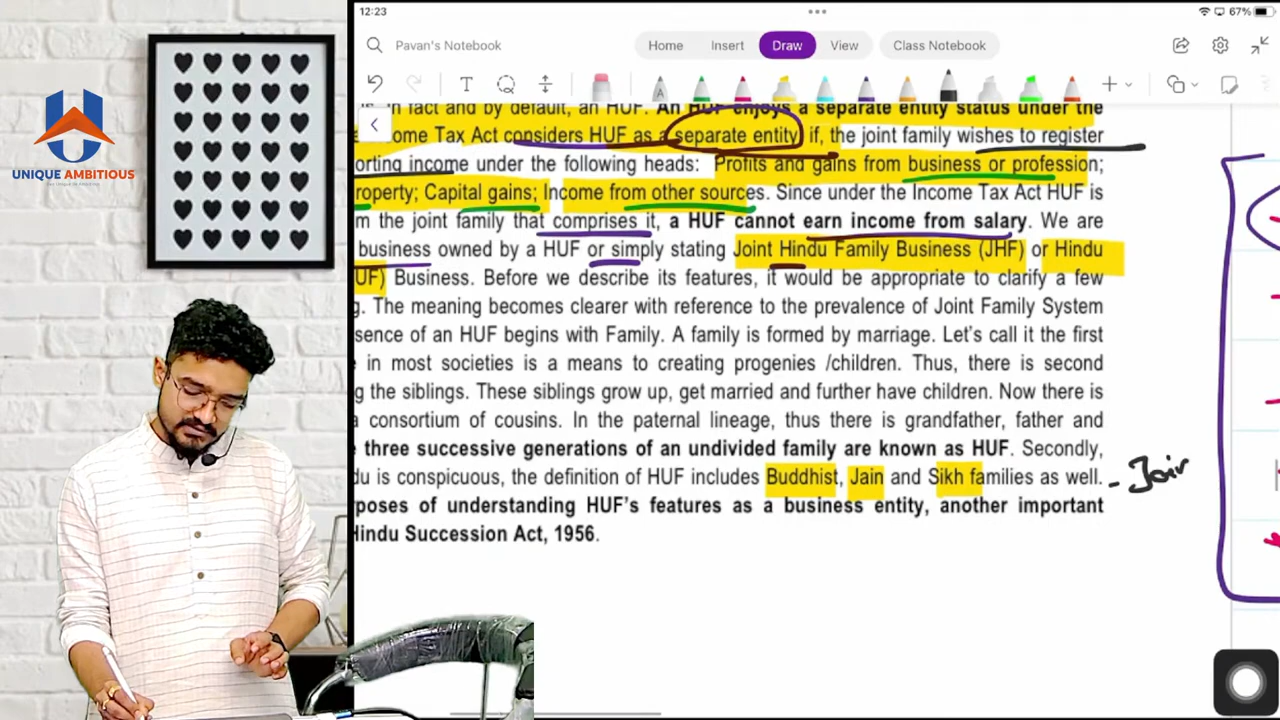 12:23
67%
Pavan's Notebook
Home
Insert
Draw
View
Class Notebook
in fact and by default, an HUF. An HUF enjoys a separate entity status under the
ome Tax Act considers HUF as a separate entity if, the joint family wishes to register
orting income under the following heads: Profits and gains from business or profession;
roperty; Capital gains; Income from other sources. Since under the Income Tax Act HUF is
m the joint family that comprises it, a HUF cannot earn income from salary. We are
business owned by a HUF or simply stating Joint Hindu Family Business (JHF) or Hindu
UF) Business. Before we describe its features, it would be appropriate to clarify a few
g. The meaning becomes clearer with reference to the prevalence of Joint Family System
sence of an HUF begins with Family. A family is formed by marriage. Let's call it the first
in most societies is a means to creating progenies /children. Thus, there is second
g the siblings. These siblings grow up, get married and further have children. Now there is
a consortium of cousins. In the paternal lineage, thus there is grandfather, father and
three successive generations of an undivided family are known as HUF. Secondly,
du is conspicuous, the definition of HUF includes Buddhist, Jain and Sikh families as well.
rposes of understanding HUF's features as a business entity, another important
Hindu Succession Act, 1956.
UNIQUE AMBITIOUS